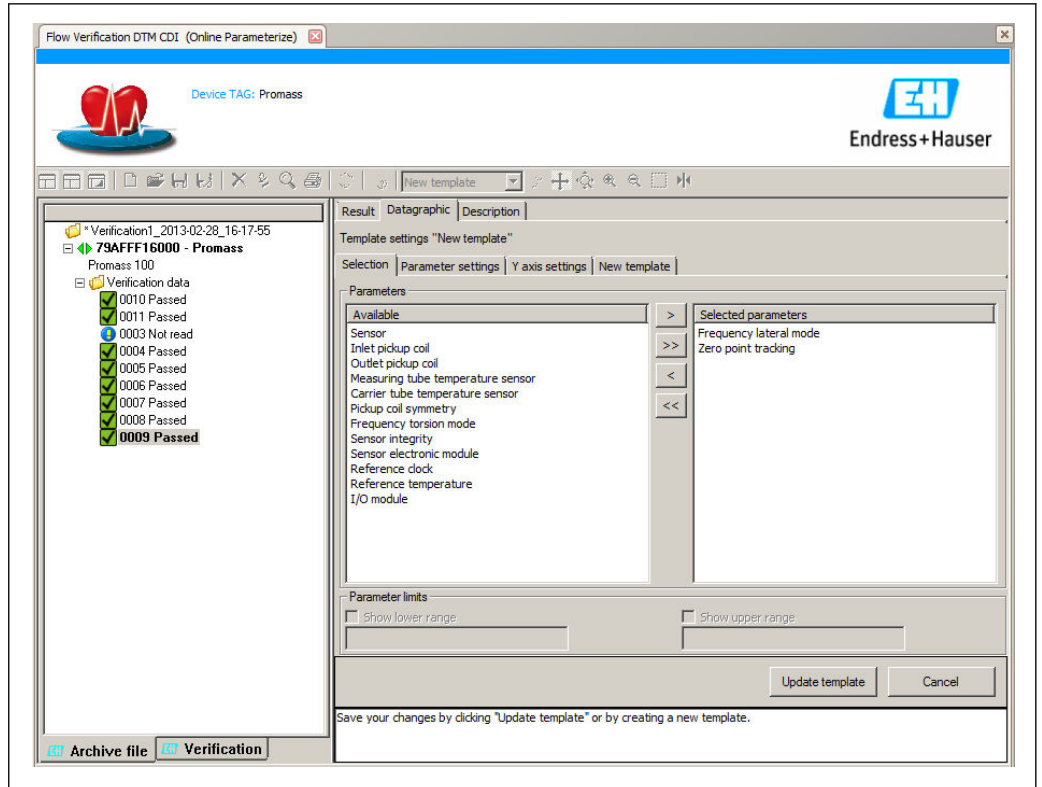 Flow Verification DTM CDI (Online Parameterize)
Device TAG: Promass
EH
Endress+Hauser
New template
Result Datagraphic Description
* Verification1_2013-02-28_16-17-55
79AFFF16000 - Promass
Promass 100
Verification data
0010 Passed
0011 Passed
0003 Not read
0004 Passed
0005 Passed
0006 Passed
0007 Passed
0008 Passed
0009 Passed
Template settings "New template"
Selection Parameter settings Y axis settings New template
Parameters
Available
Sensor
Inlet pickup coil
Outlet pickup coil
Measuring tube temperature sensor
Carrier tube temperature sensor
Pickup coil symmetry
Frequency torsion mode
Sensor integrity
Sensor electronic module
Reference clock
Reference temperature
I/O module
>
>>
<
<<
Selected parameters
Frequency lateral mode
Zero point tracking
Parameter limits
Show lower range Show upper range
Update template Cancel
Save your changes by clicking "Update template" or by creating a new template.
EH Archive file EH Verification